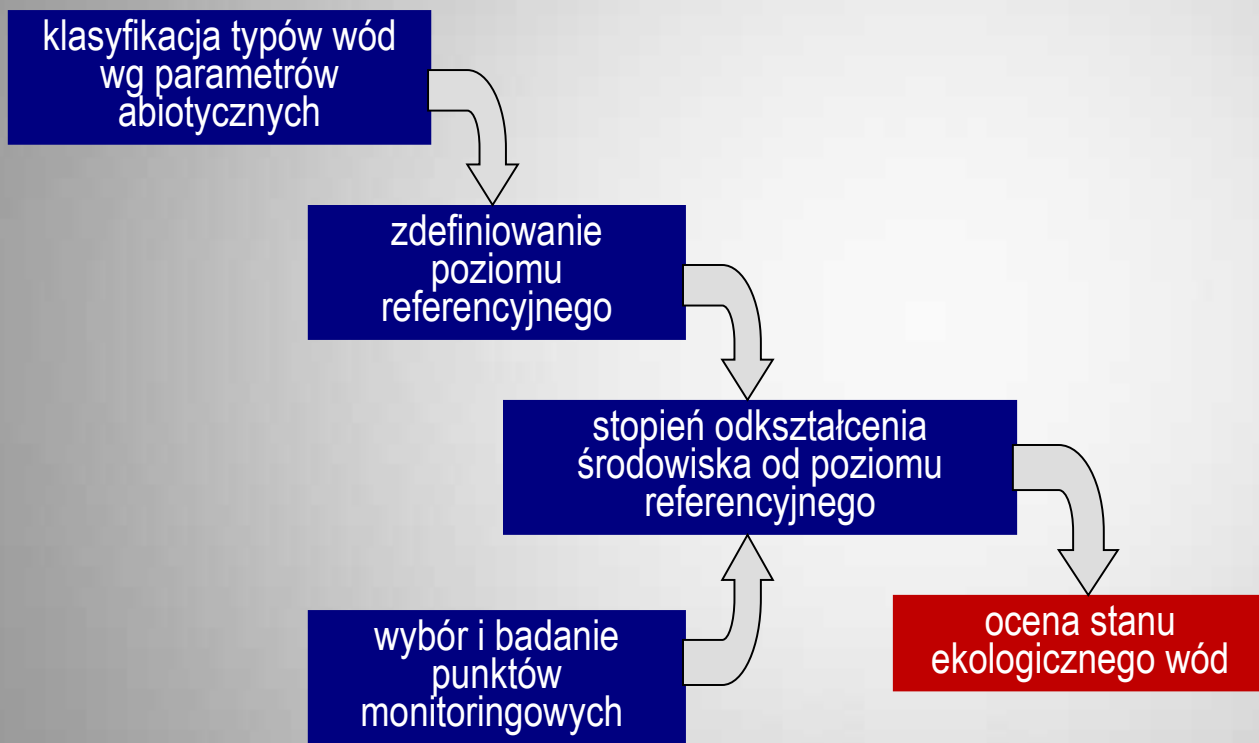 klasyfikacja typów wód
wg parametrów
abiotycznych
zdefiniowanie
poziomu
referencyjnego
stopień odkształcenia
środowiska od poziomu
referencyjnego
wybór i badanie
punktów
monitoringowych
ocena stanu
ekologicznego wód